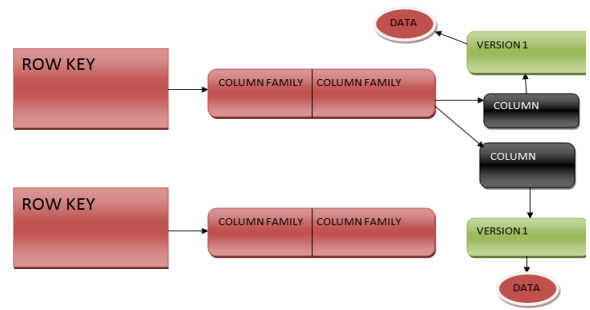 DATA
VERSION 1
ROW KEY
COLUMN FAMILY COLUMN FAMILY
COLUMN
COLUMN
ROW KEY
COLUMN FAMILY COLUMN FAMILY
VERSION 1
DATA